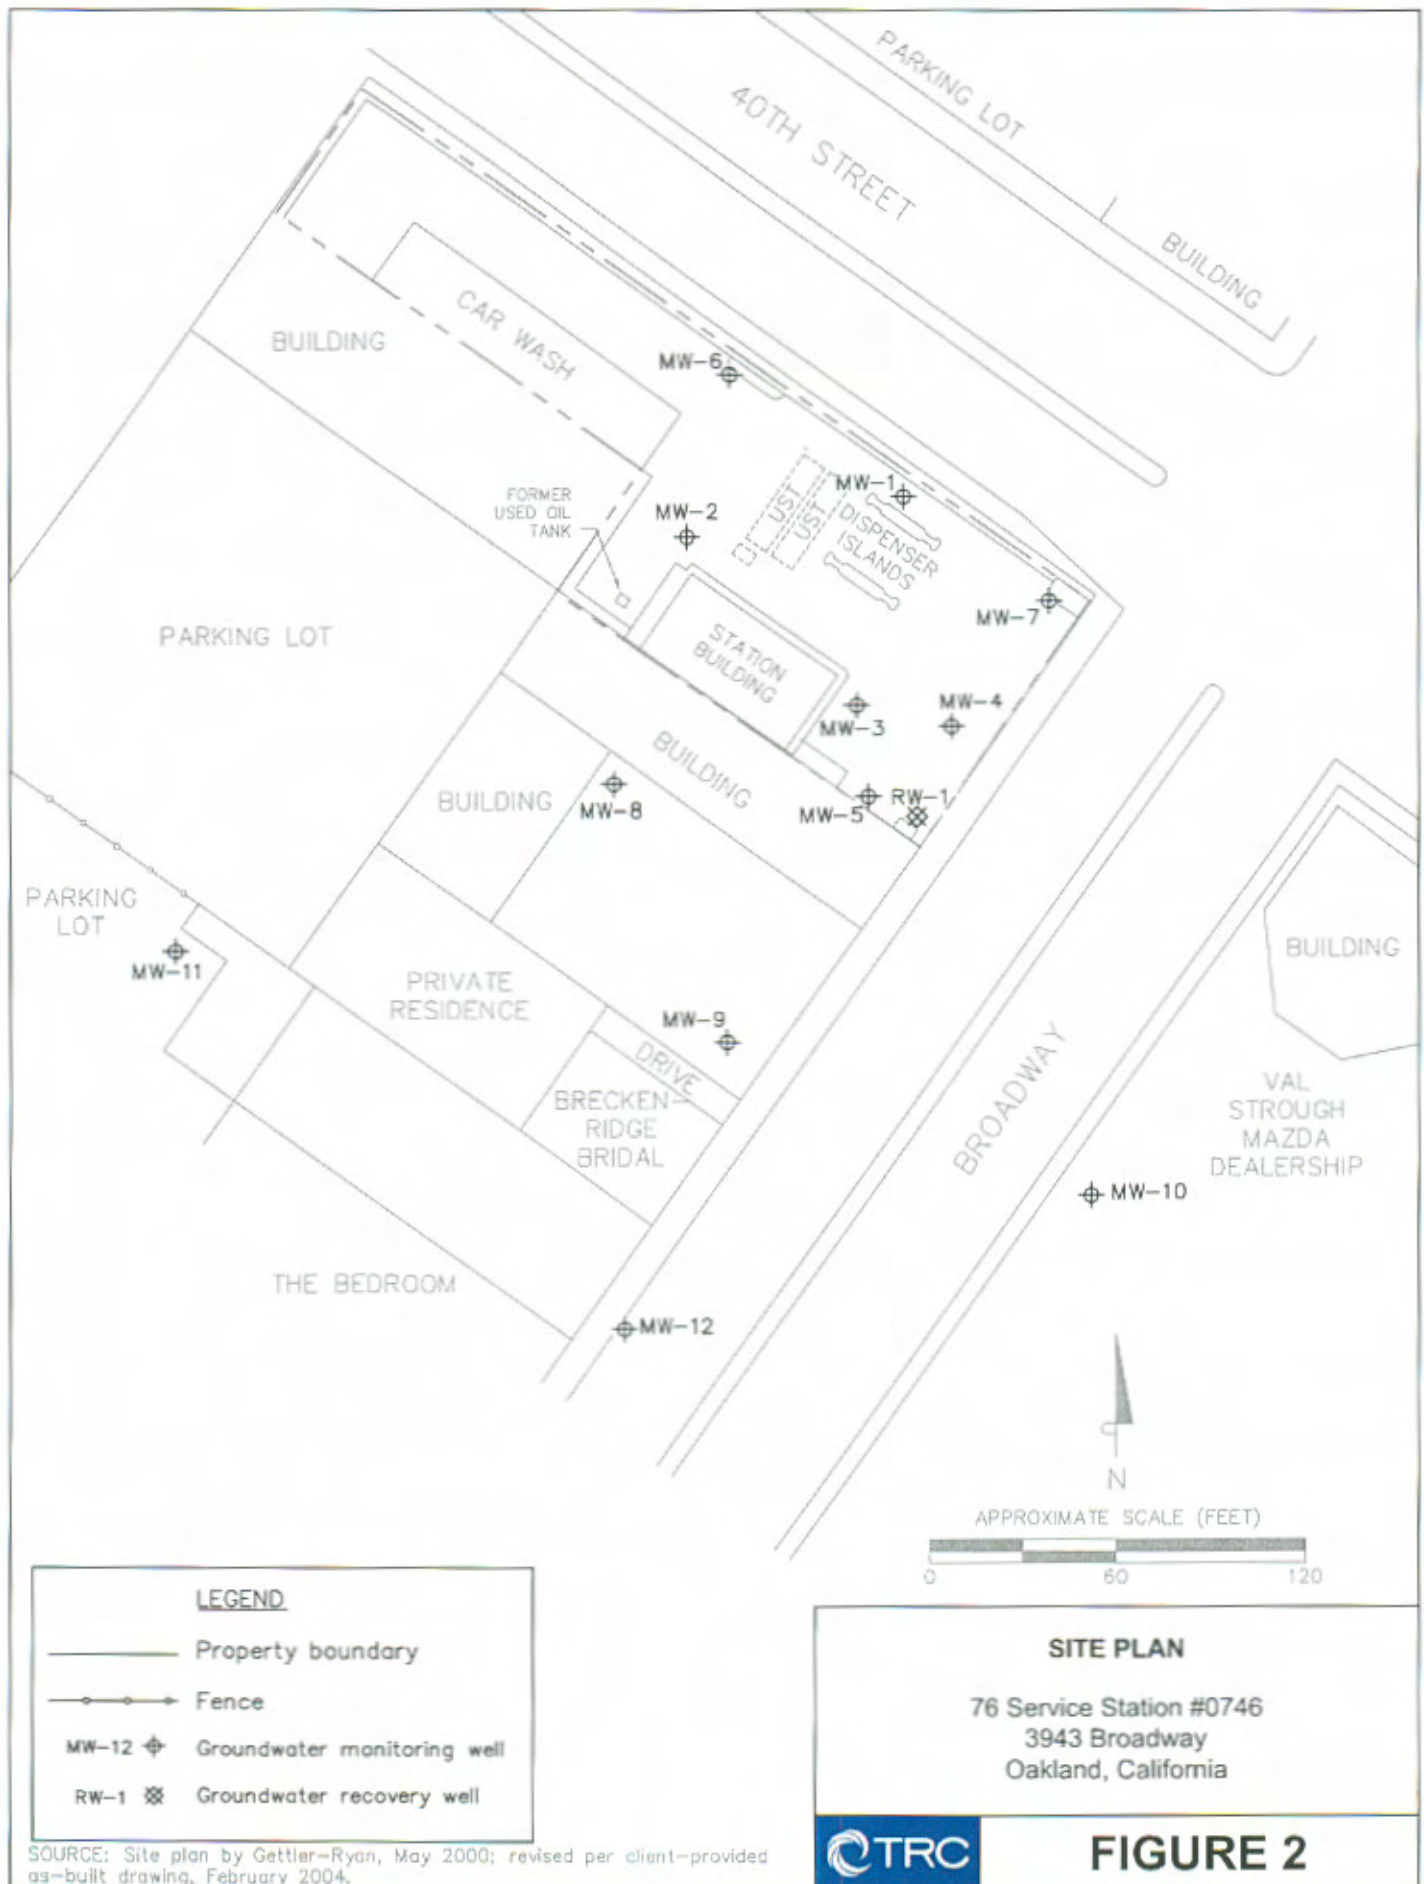 PARKING LOT
40TH STREET
BUILDING
CAR WASH
BUILDING
MW-6
MW-1
FORMER
USED OIL
TANK
MW-2
UST
UST
DISPENSER
ISLANDS
MW-7
PARKING LOT
STATION
BUILDING
MW-4
MW-3
BUILDING
BUILDING
MW-8
MW-5
RW-1
PARKING
LOT
MW-11
BUILDING
PRIVATE
RESIDENCE
MW-9
DRIVE
BROADWAY
BRECKEN-
RIDGE
BRIDAL
VAL
STROUGH
MAZDA
DEALERSHIP
MW-10
THE BEDROOM
MW-12
N
APPROXIMATE SCALE (FEET)
0 60 120
LEGEND
Property boundary
Fence
MW-12 Groundwater monitoring well
RW-1 Groundwater recovery well
SITE PLAN
76 Service Station #0746
3943 Broadway
Oakland, California
SOURCE: Site plan by Gettler-Ryan, May 2000; revised per client-provided
as-built drawing, February 2004.
TRC
FIGURE 2